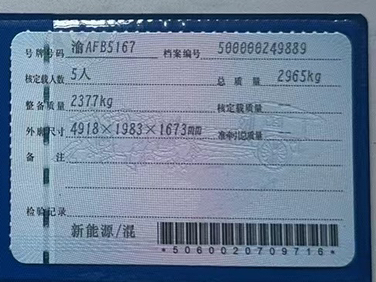 号牌号码 渝AFB5167 档案编号 500000249889
核定载人数 5人 总质量 2965kg
整备质量 2377kg 核定载质量
外廓尺寸 4918×1983×1673mm 准牵引总质量
备注
检验记录
新能源/混
*5060020709716*